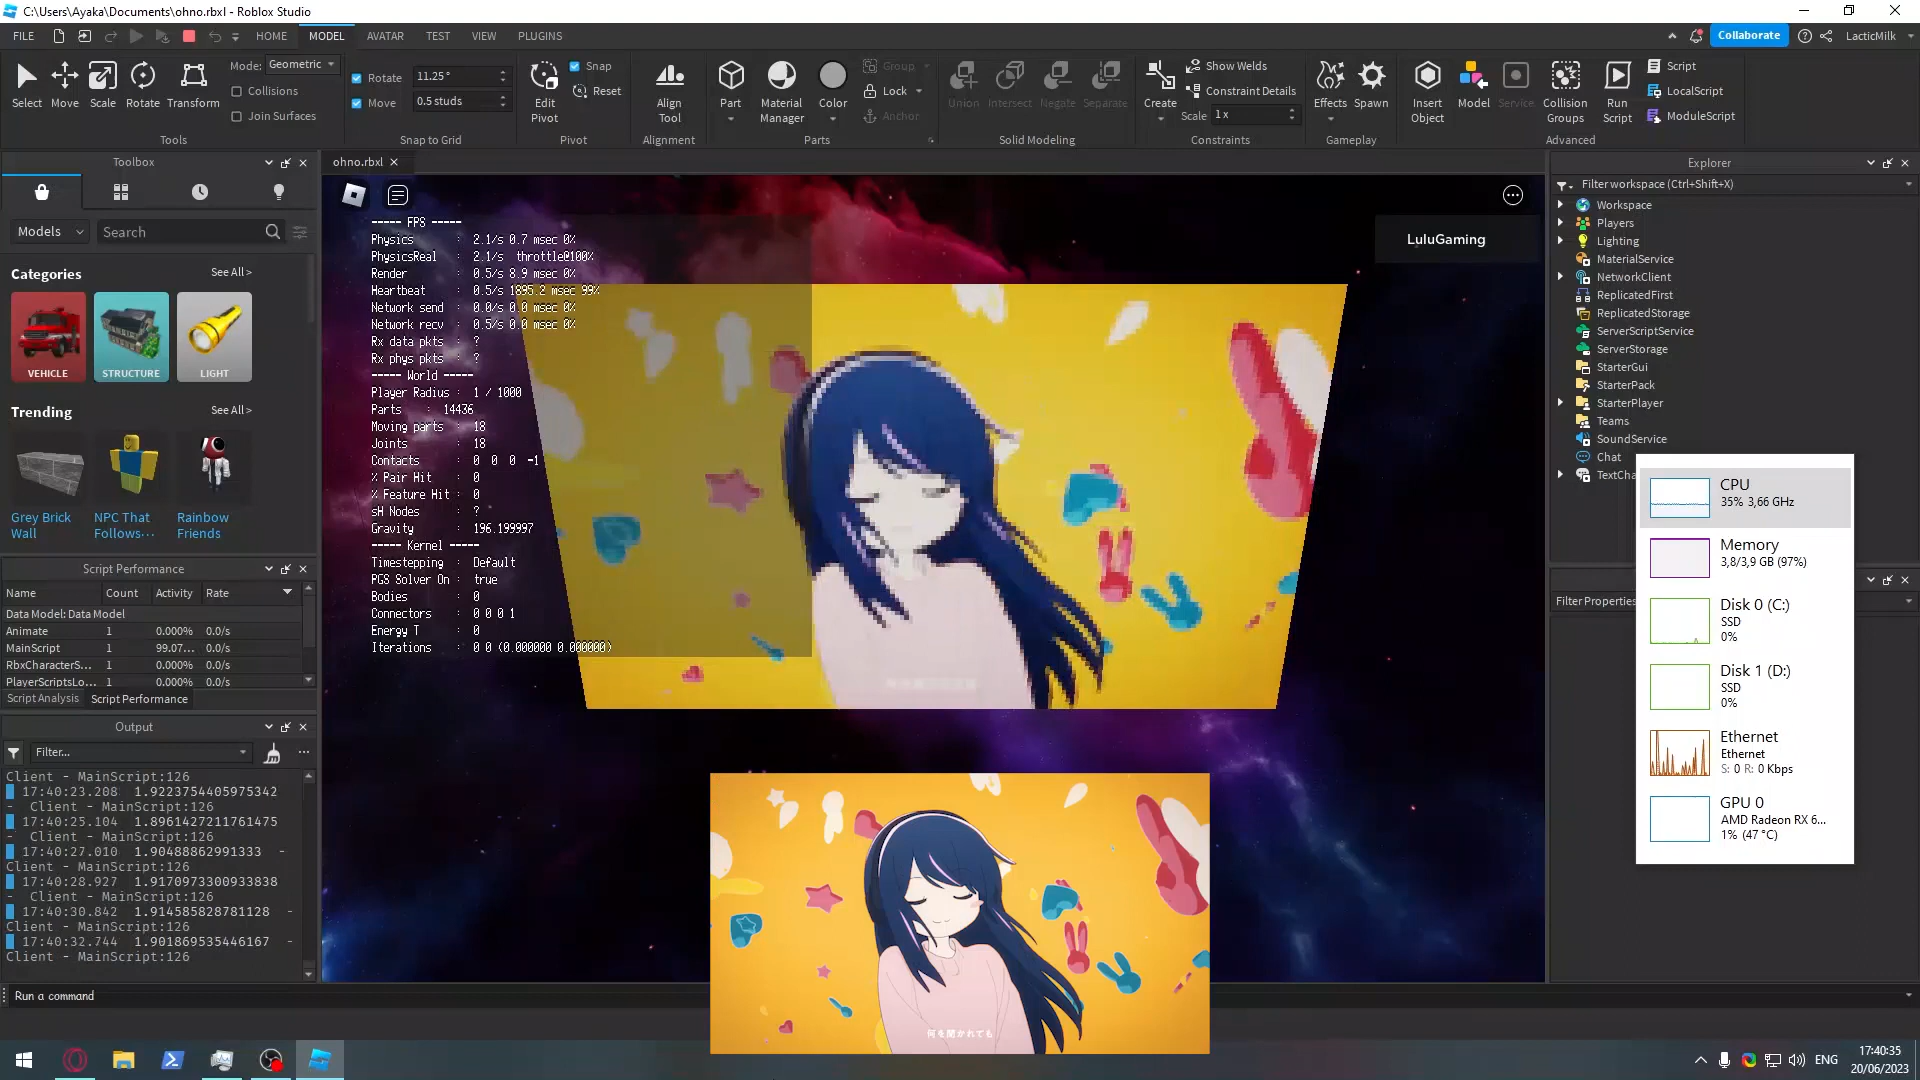 C:\Users\Ayaka\Documents\ohno.rbxl - Roblox Studio
FILE HOME MODEL AVATAR TEST VIEW PLUGINS Collaborate LacticMilk
Select Move Scale Rotate Transform
Mode: Geometric
Collisions
Join Surfaces
Tools
Rotate 11.25°
Move 0.5 studs
Snap to Grid
Edit Pivot
Snap
Reset
Pivot
Align Tool
Alignment
Part
Material Manager
Color
Group
Lock
Anchor
Parts
Union Intersect Negate Separate
Solid Modeling
Create
Show Welds
Constraint Details
Scale 1 x
Constraints
Effects Spawn
Gameplay
Insert Object
Model
Service
Collision Groups
Run Script
Script
LocalScript
ModuleScript
Advanced
Toolbox
Models Search
Categories See All >
VEHICLE STRUCTURE LIGHT
Trending See All >
Grey Brick Wall
NPC That Follows...
Rainbow Friends
Script Performance
Name Count Activity Rate
Data Model: Data Model
Animate 1 0.000% 0.0/s
MainScript 1 99.07... 0.0/s
RbxCharacterS... 1 0.000% 0.0/s
PlayerScriptsLo... 1 0.000% 0.0/s
Script Analysis Script Performance
Output
Filter...
Client - MainScript:126
17:40:23.208 1.9223754405975342
- Client - MainScript:126
17:40:25.104 1.8961427211761475
- Client - MainScript:126
17:40:27.010 1.90488862991333 -
Client - MainScript:126
17:40:28.927 1.9170973300933838
- Client - MainScript:126
17:40:30.842 1.914585828781128 -
Client - MainScript:126
17:40:32.744 1.901869535446167 -
Client - MainScript:126
Run a command
ohno.rbxl
----- FPS -----
Physics : 2.1/s 0.7 msec 0%
PhysicsReal : 2.1/s throttle@100%
Render : 0.5/s 8.9 msec 0%
Heartbeat : 0.5/s 1895.2 msec 99%
Network send : 0.0/s 0.0 msec 0%
Network recv : 0.5/s 0.0 msec 0%
Rx data pkts : ?
Rx phys pkts : ?
----- World -----
Player Radius : 1 / 1000
Parts : 14436
Moving parts : 18
Joints : 18
Contacts : 0 0 0 -1
% Pair Hit : 0
% Feature Hit : 0
sH Nodes : ?
Gravity : 196.199997
----- Kernel -----
Timestepping : Default
PGS Solver On : true
Bodies : 0
Connectors : 0 0 0 1
Energy T : 0
Iterations : 0 0 (0.000000 0.000000)
LuluGaming
何を聞かれても
Explorer
Filter workspace (Ctrl+Shift+X)
Workspace
Players
Lighting
MaterialService
NetworkClient
ReplicatedFirst
ReplicatedStorage
ServerScriptService
ServerStorage
StarterGui
StarterPack
StarterPlayer
Teams
SoundService
Chat
TextCha
Filter Properties
CPU
35% 3,66 GHz
Memory
3,8/3,9 GB (97%)
Disk 0 (C:)
SSD
0%
Disk 1 (D:)
SSD
0%
Ethernet
Ethernet
S: 0 R: 0 Kbps
GPU 0
AMD Radeon RX 6...
1% (47 °C)
ENG
17:40:35
20/06/2023